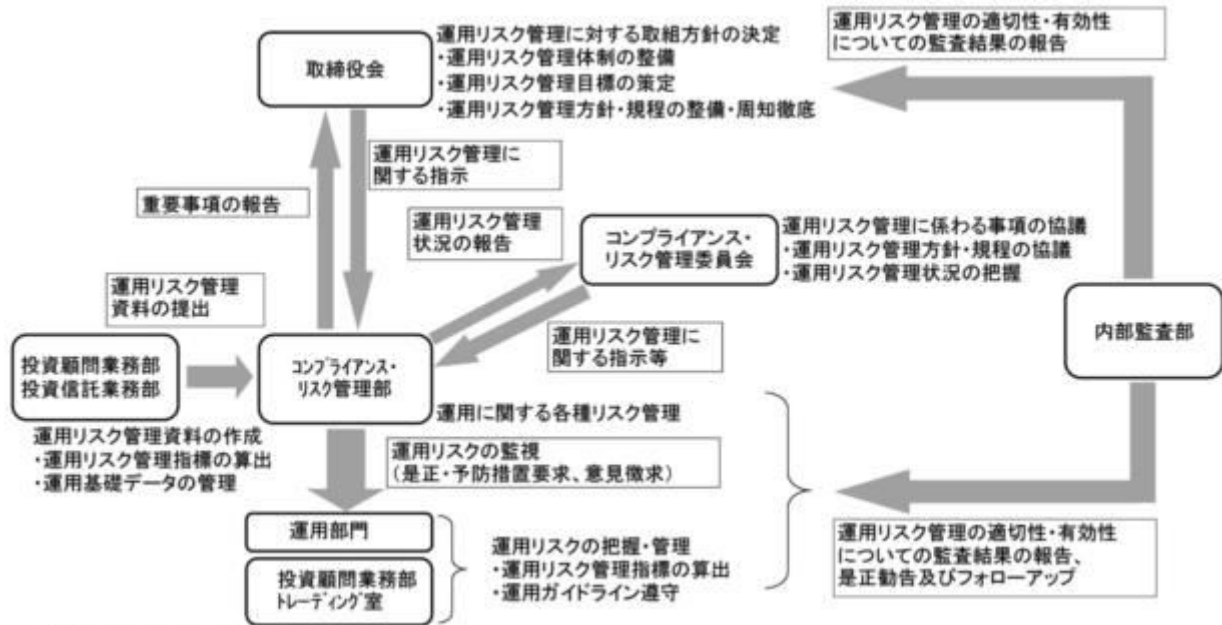 運用リスク管理に対する取組方針の決定
・運用リスク管理体制の整備
・運用リスク管理目標の策定
・運用リスク管理方針・規程の整備・周知徹底
取締役会
運用リスク管理の適切性・有効性
についての監査結果の報告
運用リスク管理に
関する指示
重要事項の報告
運用リスク管理
状況の報告
コンプライアンス・
リスク管理委員会
運用リスク管理に係わる事項の協議
・運用リスク管理方針・規程の協議
・運用リスク管理状況の把握
運用リスク管理
資料の提出
運用リスク管理に
関する指示等
内部監査部
投資顧問業務部
投資信託業務部
コンプライアンス・
リスク管理部
運用に関する各種リスク管理
運用リスク管理資料の作成
・運用リスク管理指標の算出
・運用基礎データの管理
運用リスクの監視
（是正・予防措置要求、意見徴求）
運用部門
投資顧問業務部
トレーディング室
運用リスクの把握・管理
・運用リスク管理指標の算出
・運用ガイドライン遵守
運用リスク管理の適切性・有効性
についての監査結果の報告、
是正勧告及びフォローアップ